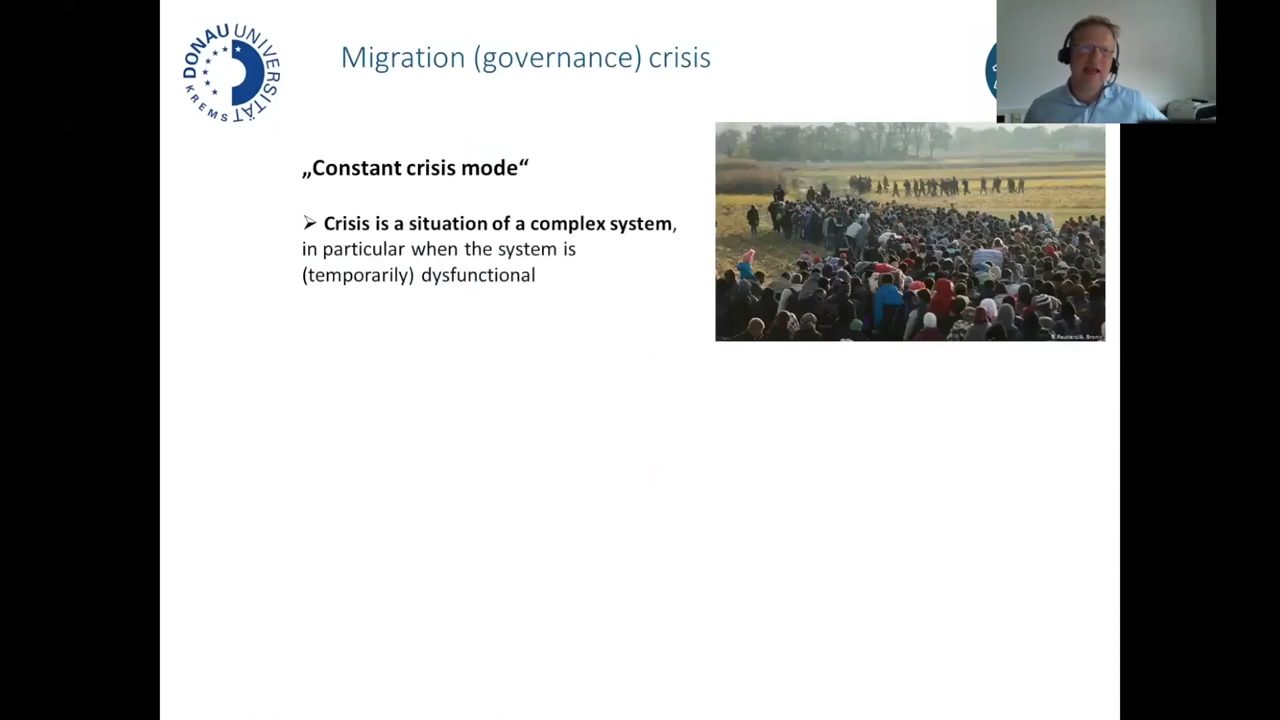 DONAU UNIVERSITÄT
KREMS
Migration (governance) crisis
„Constant crisis mode“
➢ Crisis is a situation of a complex system,
in particular when the system is
(temporarily) dysfunctional